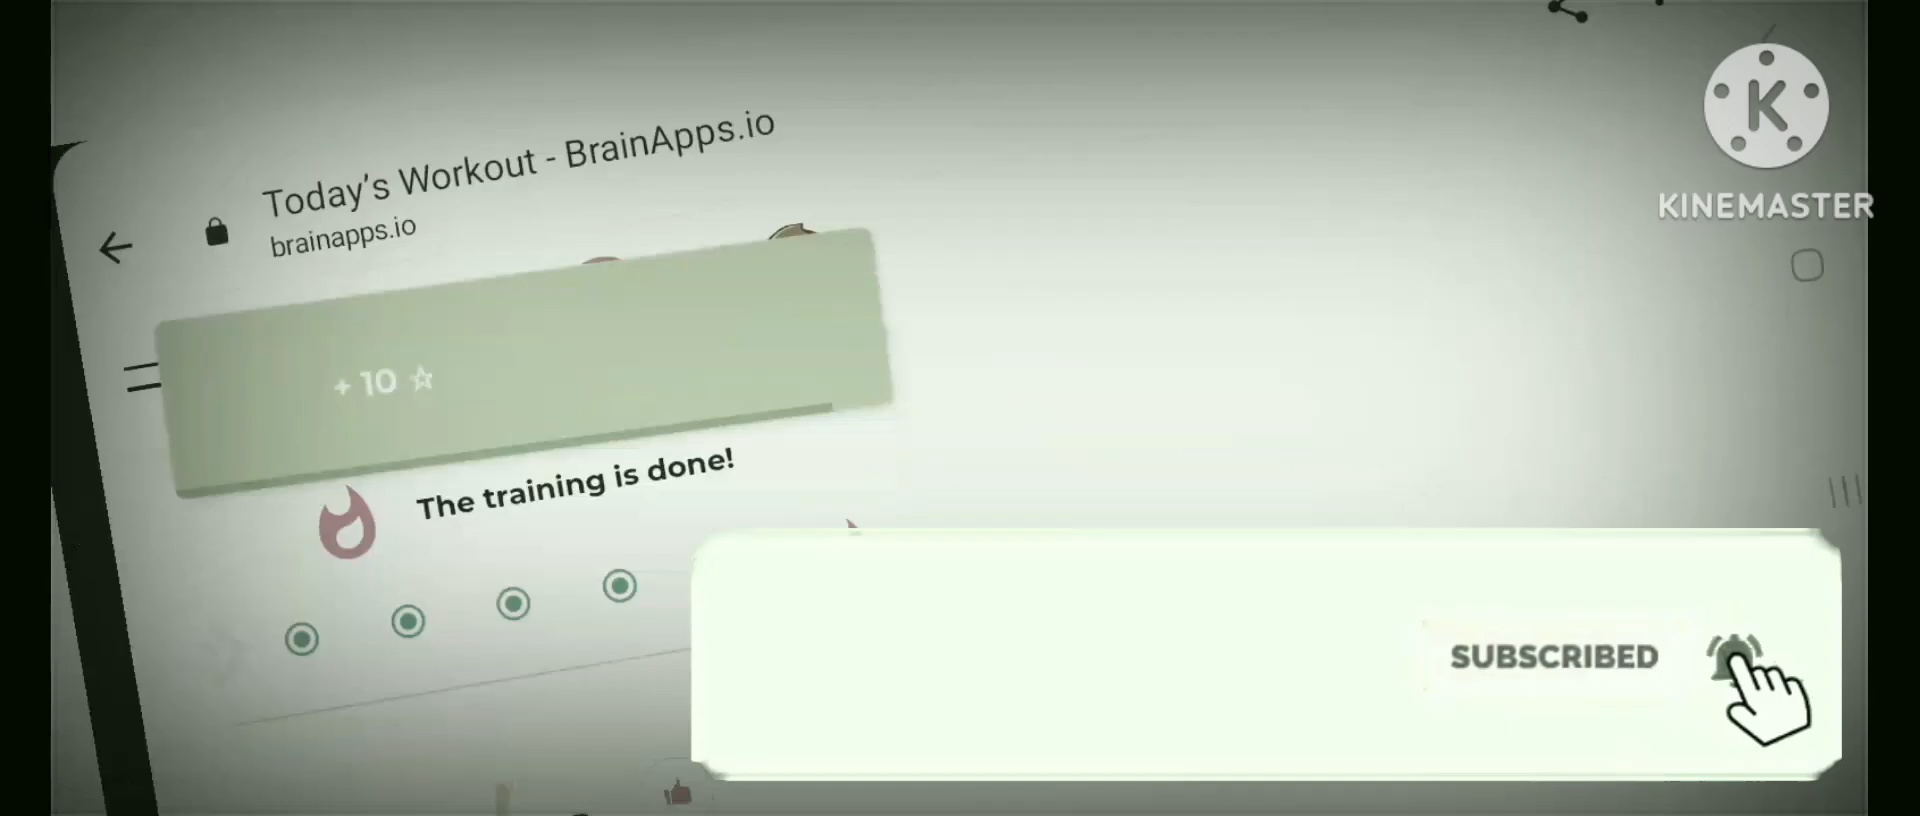 Today's Workout - BrainApps.io
brainapps.io
K
KINEMASTER
+ 10 ☆
The training is done!
SUBSCRIBED